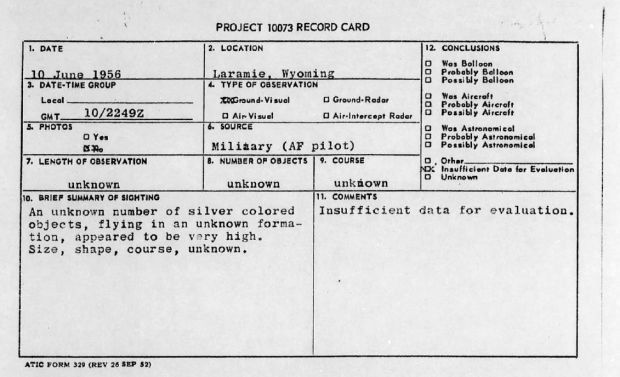 PROJECT 10073 RECORD CARD
1. DATE
10 June 1956
2. LOCATION
Laramie, Wyoming
3. DATE-TIME GROUP
Local
GMT 10/2249Z
4. TYPE OF OBSERVATION
XXGround-Visual □ Ground-Radar
□ Air-Visual □ Air-Intercept Radar
5. PHOTOS
□ Yes
XXNo
6. SOURCE
Military (AF pilot)
7. LENGTH OF OBSERVATION
unknown
8. NUMBER OF OBJECTS
unknown
9. COURSE
unknown
10. BRIEF SUMMARY OF SIGHTING
An unknown number of silver colored
objects, flying in an unknown forma-
tion, appeared to be very high.
Size, shape, course, unknown.
11. COMMENTS
Insufficient data for evaluation.
12. CONCLUSIONS
□ Was Balloon
□ Probably Balloon
□ Possibly Balloon
□ Was Aircraft
□ Probably Aircraft
□ Possibly Aircraft
□ Was Astronomical
□ Probably Astronomical
□ Possibly Astronomical
□ Other
XX Insufficient Data for Evaluation
□ Unknown
ATIC FORM 329 (REV 26 SEP 52)